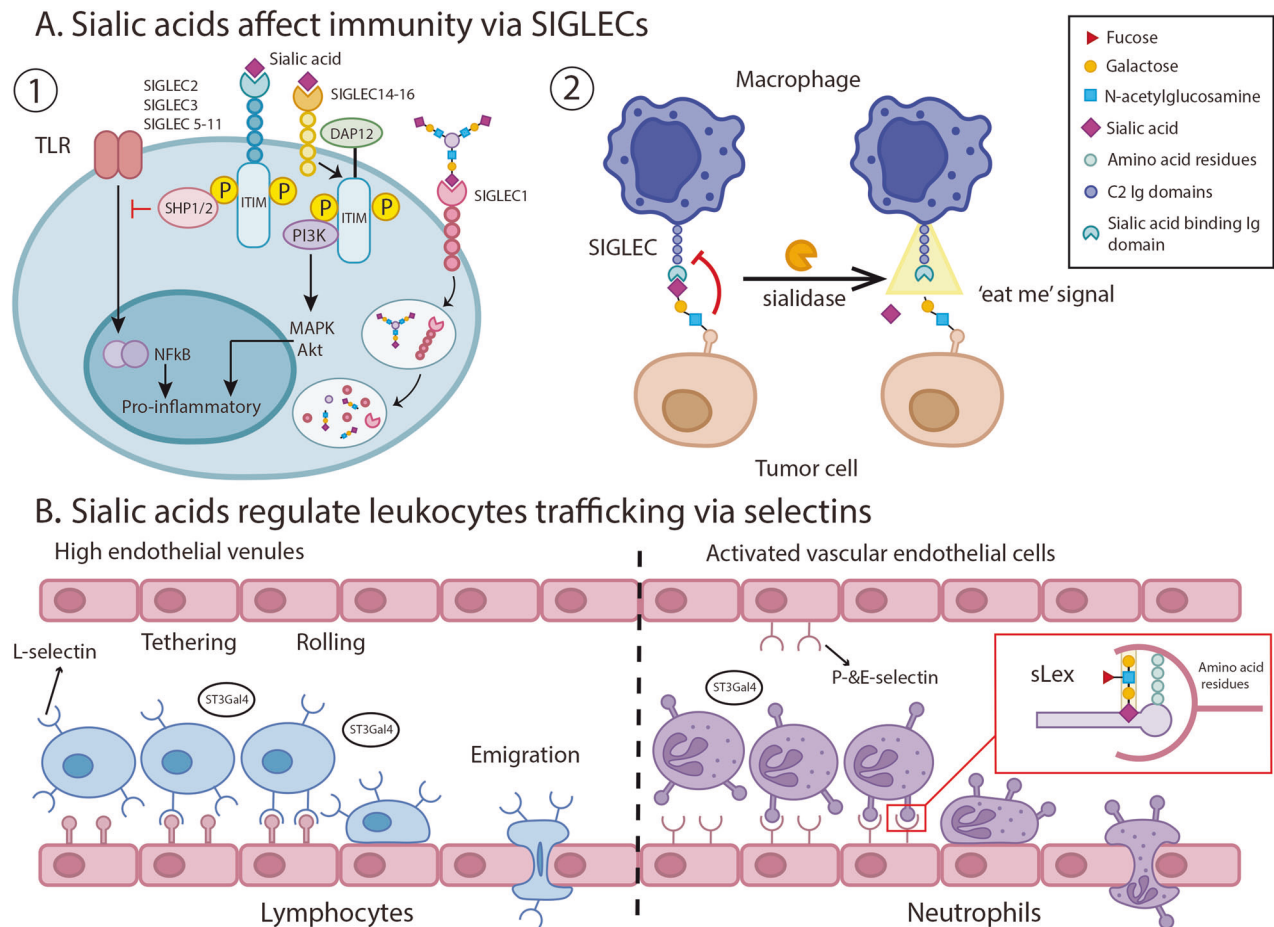 A. Sialic acids affect immunity via SIGLECs
1
Sialic acid
SIGLEC2
SIGLEC3
SIGLEC 5-11
SIGLEC14-16
TLR
DAP12
P
P
SHP1/2
ITIM
P
P
ITIM
PI3K
SIGLEC1
MAPK
Akt
NFkB
Pro-inflammatory
2
Macrophage
SIGLEC
sialidase
'eat me' signal
Tumor cell
Fucose
Galactose
N-acetylglucosamine
Sialic acid
Amino acid residues
C2 Ig domains
Sialic acid binding Ig
domain
B. Sialic acids regulate leukocytes trafficking via selectins
High endothelial venules
Activated vascular endothelial cells
Tethering
Rolling
L-selectin
ST3Gal4
ST3Gal4
Emigration
Lymphocytes
P-&E-selectin
ST3Gal4
sLex
Amino acid
residues
Neutrophils